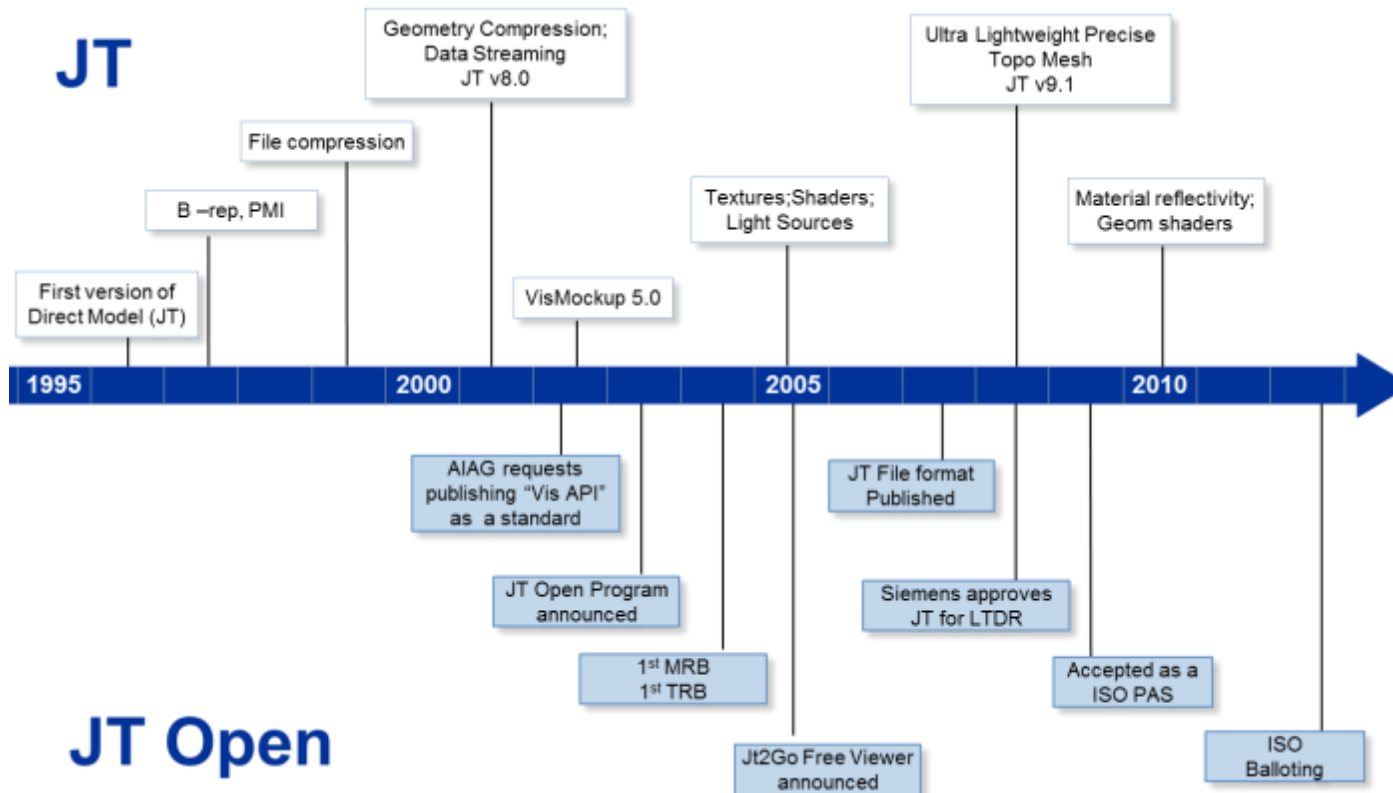 JT
Geometry Compression;
Data Streaming
JT v8.0
Ultra Lightweight Precise
Topo Mesh
JT v9.1
File compression
B –rep, PMI
Textures;Shaders;
Light Sources
Material reflectivity;
Geom shaders
First version of
Direct Model (JT)
VisMockup 5.0
1995
2000
2005
2010
AIAG requests
publishing “Vis API”
as a standard
JT File format
Published
JT Open Program
announced
Siemens approves
JT for LTDR
1st MRB
1st TRB
Accepted as a
ISO PAS
JT Open
Jt2Go Free Viewer
announced
ISO
Balloting